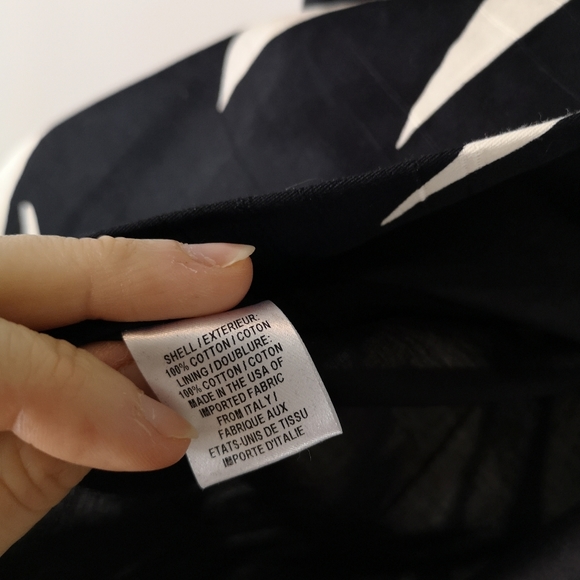 SHELL / EXTERIEUR:
100% COTTON / COTON
LINING / DOUBLURE:
100% COTTON / COTON
MADE IN THE USA OF
IMPORTED FABRIC
FROM ITALY /
FABRIQUE AUX
ETATS-UNIS DE TISSU
IMPORTE D'ITALIE